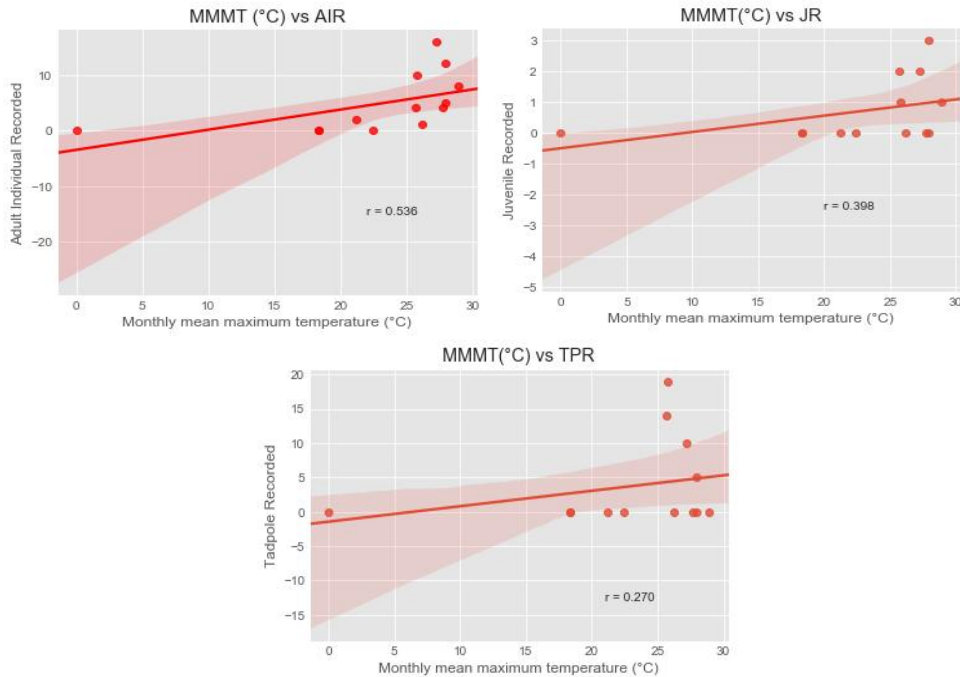 MMMT (°C) vs AIR
10
0
−10
−20
Adult Individual Recorded
r = 0.536
0 5 10 15 20 25 30
Monthly mean maximum temperature (°C)
MMMT(°C) vs JR
3
2
1
0
−1
−2
−3
−4
−5
Juvenile Recorded
r = 0.398
0 5 10 15 20 25 30
Monthly mean maximum temperature (°C)
MMMT(°C) vs TPR
20
15
10
5
0
−5
−10
−15
Tadpole Recorded
r = 0.270
0 5 10 15 20 25 30
Monthly mean maximum temperature (°C)